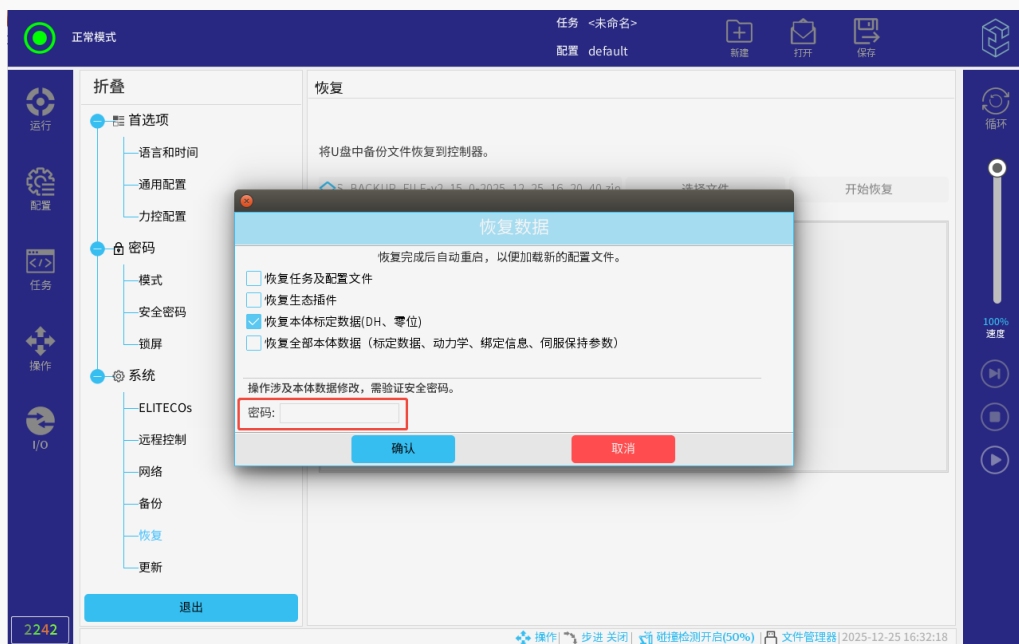 正常模式
任务 <未命名>
配置 default
新建
打开
保存
运行
配置
任务
操作
I/O
2242
折叠
首选项
语言和时间
通用配置
力控配置
密码
模式
安全密码
锁屏
系统
ELITECOs
远程控制
网络
备份
恢复
更新
退出
恢复
将U盘中备份文件恢复到控制器。
S_BACKUP_FILE-v2_15_0-2025_12_25_16_20_40.zip
选择文件
开始恢复
恢复数据
恢复完成后自动重启，以便加载新的配置文件。
恢复任务及配置文件
恢复生态插件
恢复本体标定数据(DH、零位)
恢复全部本体数据（标定数据、动力学、绑定信息、伺服保持参数）
操作涉及本体数据修改，需验证安全密码。
密码:
确认
取消
循环
100%
速度
操作| 步进 关闭| 碰撞检测开启(50%) | 文件管理器|2025-12-25 16:32:18